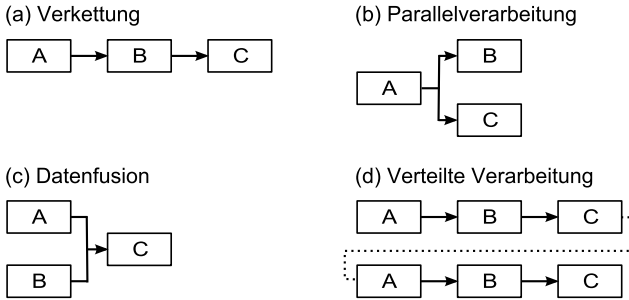 (a) Verkettung
A B C
(b) Parallelverarbeitung
A
B
C
(c) Datenfusion
A
B
C
(d) Verteilte Verarbeitung
A B C
A B C